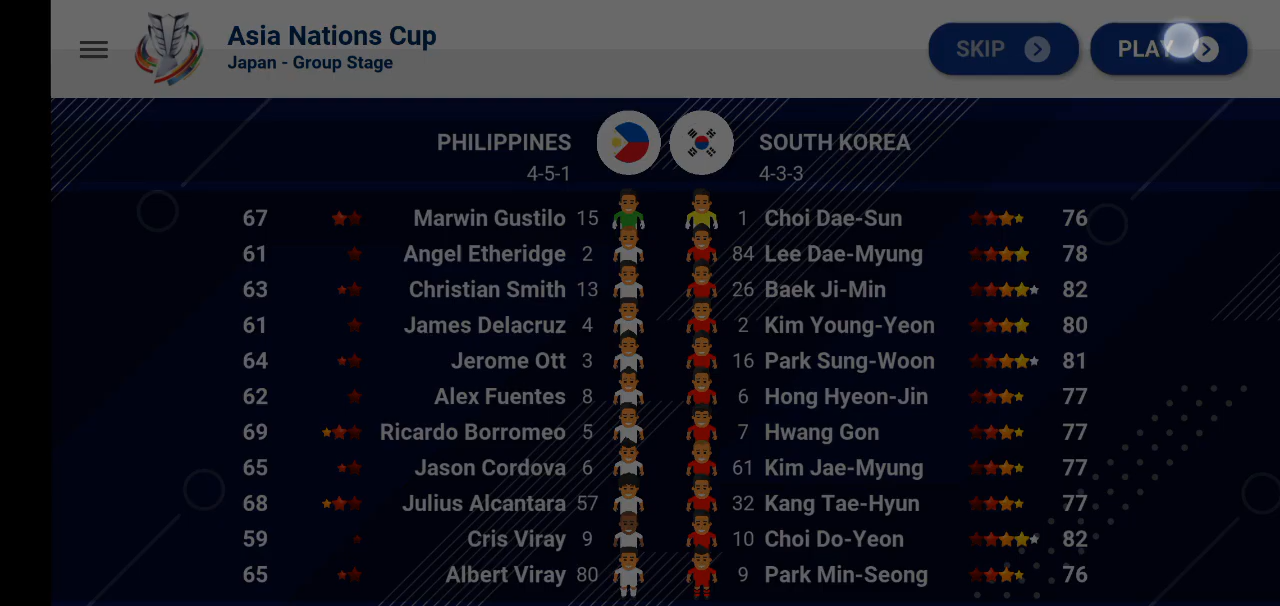 Asia Nations Cup
Japan - Group Stage
SKIP
PLAY
PHILIPPINES
4-5-1
SOUTH KOREA
4-3-3
67 Marwin Gustilo 15 1 Choi Dae-Sun 76
61 Angel Etheridge 2 84 Lee Dae-Myung 78
63 Christian Smith 13 26 Baek Ji-Min 82
61 James Delacruz 4 2 Kim Young-Yeon 80
64 Jerome Ott 3 16 Park Sung-Woon 81
62 Alex Fuentes 8 6 Hong Hyeon-Jin 77
69 Ricardo Borromeo 5 7 Hwang Gon 77
65 Jason Cordova 6 61 Kim Jae-Myung 77
68 Julius Alcantara 57 32 Kang Tae-Hyun 77
59 Cris Viray 9 10 Choi Do-Yeon 82
65 Albert Viray 80 9 Park Min-Seong 76